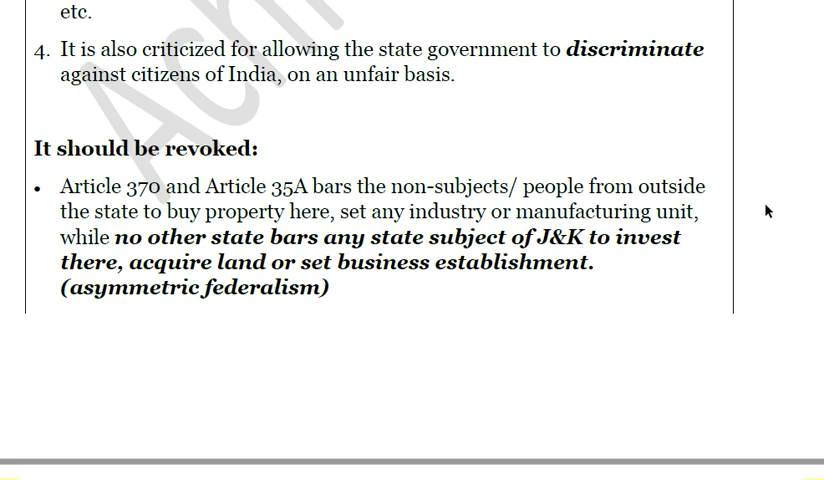 etc.
4. It is also criticized for allowing the state government to discriminate
against citizens of India, on an unfair basis.
It should be revoked:
• Article 370 and Article 35A bars the non-subjects/ people from outside
the state to buy property here, set any industry or manufacturing unit,
while no other state bars any state subject of J&K to invest
there, acquire land or set business establishment.
(asymmetric federalism)